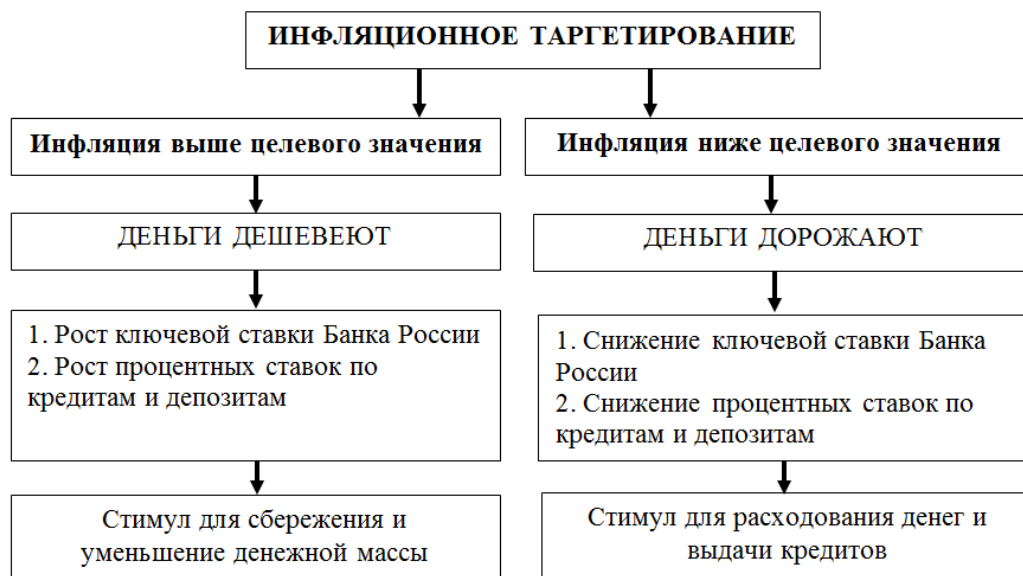 ИНФЛЯЦИОННОЕ ТАРГЕТИРОВАНИЕ
Инфляция выше целевого значения
ДЕНЬГИ ДЕШЕВЕЮТ
1. Рост ключевой ставки Банка России
2. Рост процентных ставок по
кредитам и депозитам
Стимул для сбережения и
уменьшение денежной массы
Инфляция ниже целевого значения
ДЕНЬГИ ДОРОЖАЮТ
1. Снижение ключевой ставки Банка
России
2. Снижение процентных ставок по
кредитам и депозитам
Стимул для расходования денег и
выдачи кредитов